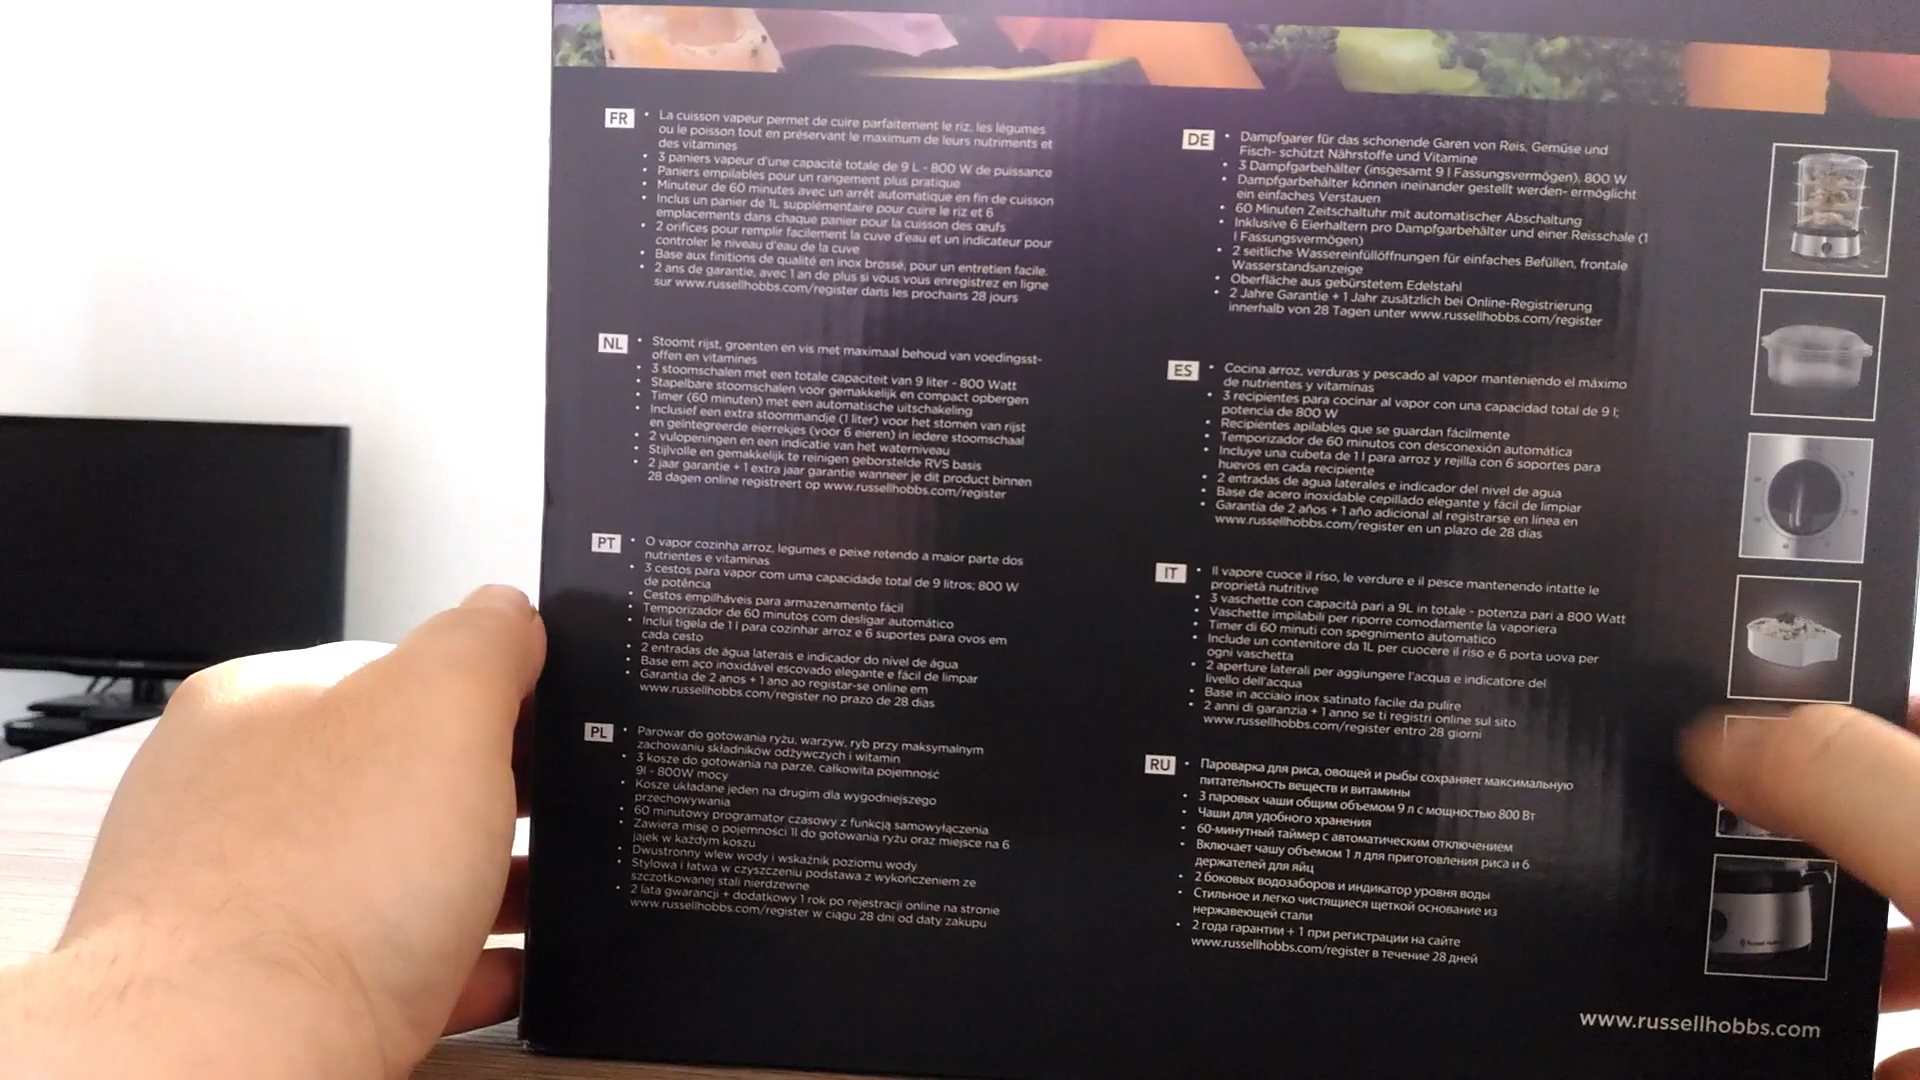 FR
• La cuisson vapeur permet de cuire parfaitement le riz, les légumes
ou le poisson tout en préservant le maximum de leurs nutriments et
des vitamines
• 3 paniers vapeur d'une capacité totale de 9 L - 800 W de puissance
• Paniers empilables pour un rangement plus pratique
• Minuteur de 60 minutes avec un arrêt automatique en fin de cuisson
• Inclus un panier de 1L supplémentaire pour cuire le riz et 6
emplacements dans chaque panier pour la cuisson des œufs
• 2 orifices pour remplir facilement la cuve d'eau et un indicateur pour
controler le niveau d'eau de la cuve
• Base aux finitions de qualité en inox brossé, pour un entretien facile.
• 2 ans de garantie, avec 1 an de plus si vous vous enregistrez en ligne
sur www.russellhobbs.com/register dans les prochains 28 jours
NL
• Stoomt rijst, groenten en vis met maximaal behoud van voedingsst-
offen en vitamines
• 3 stoomschalen met een totale capaciteit van 9 liter - 800 Watt
• Stapelbare stoomschalen voor gemakkelijk en compact opbergen
• Timer (60 minuten) met een automatische uitschakeling
• Inclusief een extra stoommandje (1 liter) voor het stomen van rijst
en geïntegreerde eierrekjes (voor 6 eieren) in iedere stoomschaal
• 2 vulopeningen en een indicatie van het waterniveau
• Stijlvolle en gemakkelijk te reinigen geborstelde RVS basis
• 2 jaar garantie + 1 extra jaar garantie wanneer je dit product binnen
28 dagen online registreert op www.russellhobbs.com/register
PT
• O vapor cozinha arroz, legumes e peixe retendo a maior parte dos
nutrientes e vitaminas
• 3 cestos para vapor com uma capacidade total de 9 litros; 800 W
de potência
• Cestos empilháveis para armazenamento fácil
• Temporizador de 60 minutos com desligar automático
• Inclui tigela de 1 l para cozinhar arroz e 6 suportes para ovos em
cada cesto
• 2 entradas de água laterais e indicador do nível de água
• Base em aço inoxidável escovado elegante e fácil de limpar
• Garantia de 2 anos + 1 ano ao registar-se online em
www.russellhobbs.com/register no prazo de 28 dias
PL
• Parowar do gotowania ryżu, warzyw, ryb przy maksymalnym
zachowaniu składników odżywczych i witamin
• 3 kosze do gotowania na parze, całkowita pojemność
9l - 800W mocy
• Kosze układane jeden na drugim dla wygodniejszego
przechowywania
• 60 minutowy programator czasowy z funkcją samowyłączenia
• Zawiera misę o pojemności 1l do gotowania ryżu oraz miejsce na 6
jajek w każdym koszu
• Dwustronny wlew wody i wskaźnik poziomu wody
• Stylowa i łatwa w czyszczeniu podstawa z wykończeniem ze
szczotkowanej stali nierdzewne
• 2 lata gwarancji + dodatkowy 1 rok po rejestracji online na stronie
www.russellhobbs.com/register w ciągu 28 dni od daty zakupu
DE
• Dampfgarer für das schonende Garen von Reis, Gemüse und
Fisch- schützt Nährstoffe und Vitamine
• 3 Dampfgarbehälter (insgesamt 9 l Fassungsvermögen), 800 W
• Dampfgarbehälter können ineinander gestellt werden- ermöglicht
ein einfaches Verstauen
• 60 Minuten Zeitschaltuhr mit automatischer Abschaltung
• Inklusive 6 Eierhaltern pro Dampfgarbehälter und einer Reisschale (1
l Fassungsvermögen)
• 2 seitliche Wassereinfüllöffnungen für einfaches Befüllen, frontale
Wasserstandsanzeige
• Oberfläche aus gebürstetem Edelstahl
• 2 Jahre Garantie + 1 Jahr zusätzlich bei Online-Registrierung
innerhalb von 28 Tagen unter www.russellhobbs.com/register
ES
• Cocina arroz, verduras y pescado al vapor manteniendo el máximo
de nutrientes y vitaminas
• 3 recipientes para cocinar al vapor con una capacidad total de 9 l;
potencia de 800 W
• Recipientes apilables que se guardan fácilmente
• Temporizador de 60 minutos con desconexión automática
• Incluye una cubeta de 1 l para arroz y rejilla con 6 soportes para
huevos en cada recipiente
• 2 entradas de agua laterales e indicador del nivel de agua
• Base de acero inoxidable cepillado elegante y fácil de limpiar
• Garantía de 2 años + 1 año adicional al registrarse en línea en
www.russellhobbs.com/register en un plazo de 28 días
IT
• Il vapore cuoce il riso, le verdure e il pesce mantenendo intatte le
proprietà nutritive
• 3 vaschette con capacità pari a 9L in totale - potenza pari a 800 Watt
• Vaschette impilabili per riporre comodamente la vaporiera
• Timer di 60 minuti con spegnimento automatico
• Include un contenitore da 1L per cuocere il riso e 6 porta uova per
ogni vaschetta
• 2 aperture laterali per aggiungere l'acqua e indicatore del
livello dell'acqua
• Base in acciaio inox satinato facile da pulire
• 2 anni di garanzia + 1 anno se ti registri online sul sito
www.russellhobbs.com/register entro 28 giorni
RU
• Пароварка для риса, овощей и рыбы сохраняет максимальную
питательность веществ и витамины
• 3 паровых чаши общим объемом 9 л с мощностью 800 Вт
• Чаши для удобного хранения
• 60-минутный таймер с автоматическим отключением
• Включает чашу объемом 1 л для приготовления риса и 6
держателей для яиц
• 2 боковых водозаборов и индикатор уровня воды
• Стильное и легко чистящиеся щеткой основание из
нержавеющей стали
• 2 года гарантии + 1 при регистрации на сайте
www.russellhobbs.com/register в течение 28 дней
Russell Hobbs
www.russellhobbs.com